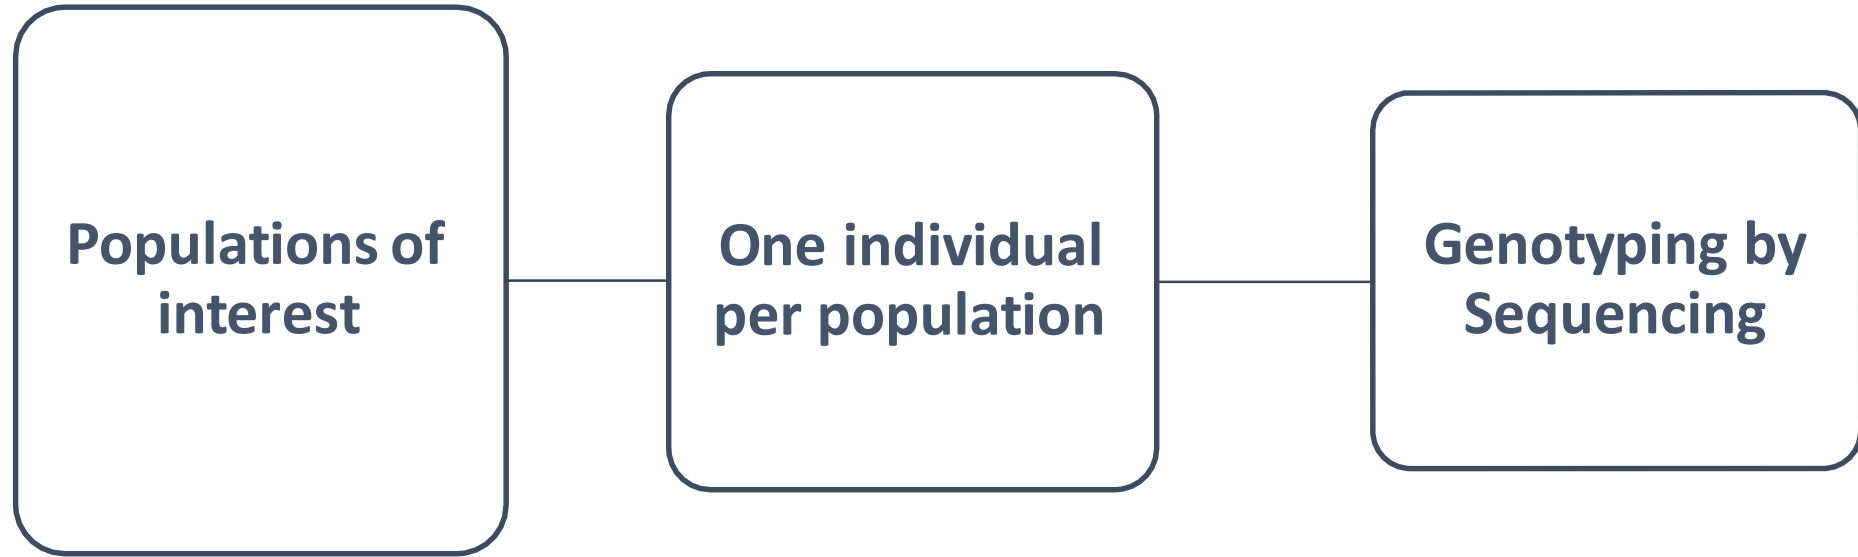 Populations of
interest
One individual
per population
Genotyping by
Sequencing